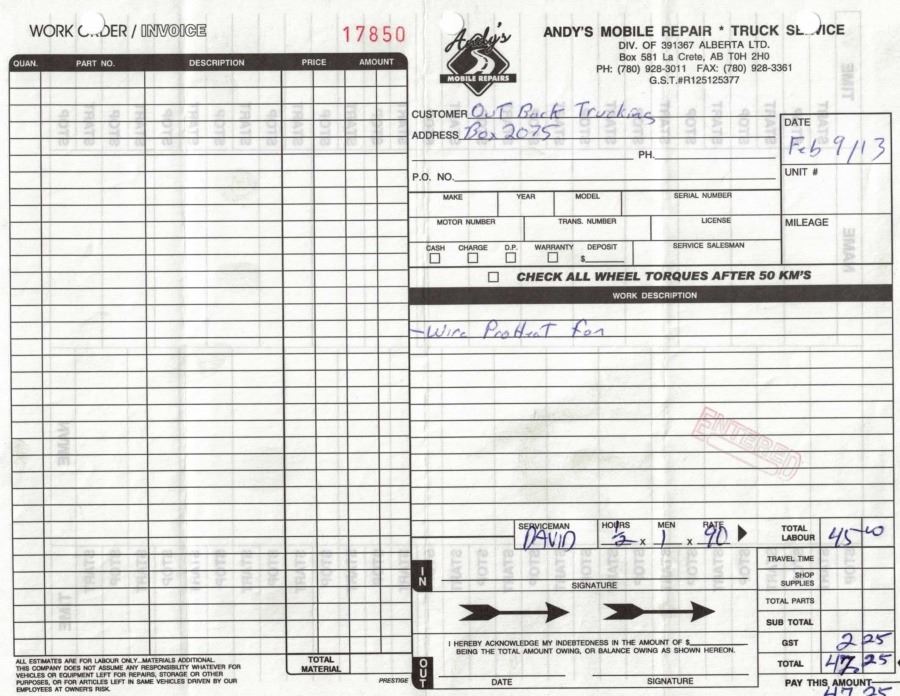 WORK ORDER / INVOICE
17850
Andy's
MOBILE REPAIRS
ANDY'S MOBILE REPAIR * TRUCK SERVICE
DIV. OF 391367 ALBERTA LTD.
Box 581 La Crete, AB T0H 2H0
PH: (780) 928-3011 FAX: (780) 928-3361
G.S.T.#R125125377
QUAN. PART NO. DESCRIPTION PRICE AMOUNT
CUSTOMER OuT Back Trucking
ADDRESS Box 2075
PH.
P.O. NO.
DATE
Feb 9/13
UNIT #
MAKE YEAR MODEL SERIAL NUMBER
MOTOR NUMBER TRANS. NUMBER LICENSE
MILEAGE
CASH CHARGE D.P. WARRANTY DEPOSIT SERVICE SALESMAN
$
CHECK ALL WHEEL TORQUES AFTER 50 KM'S
WORK DESCRIPTION
-Wire ProHeat Fan
ENTERED
SERVICEMAN HOURS MEN RATE
DAVID 1/2 x 1 x 90
TOTAL LABOUR 45 00
TRAVEL TIME
IN
SIGNATURE
SHOP SUPPLIES
TOTAL PARTS
SUB TOTAL
I HEREBY ACKNOWLEDGE MY INDEBTEDNESS IN THE AMOUNT OF $
BEING THE TOTAL AMOUNT OWING, OR BALANCE OWING AS SHOWN HEREON.
GST 2 25
TOTAL 47 25
OUT
DATE SIGNATURE
PAY THIS AMOUNT 47 25
ALL ESTIMATES ARE FOR LABOUR ONLY...MATERIALS ADDITIONAL.
THIS COMPANY DOES NOT ASSUME ANY RESPONSIBILITY WHATEVER FOR
VEHICLES OR EQUIPMENT LEFT FOR REPAIRS, STORAGE OR OTHER
PURPOSES, OR FOR ARTICLES LEFT IN SAME VEHICLES DRIVEN BY OUR
EMPLOYEES AT OWNER'S RISK.
TOTAL MATERIAL
PRESTIGE